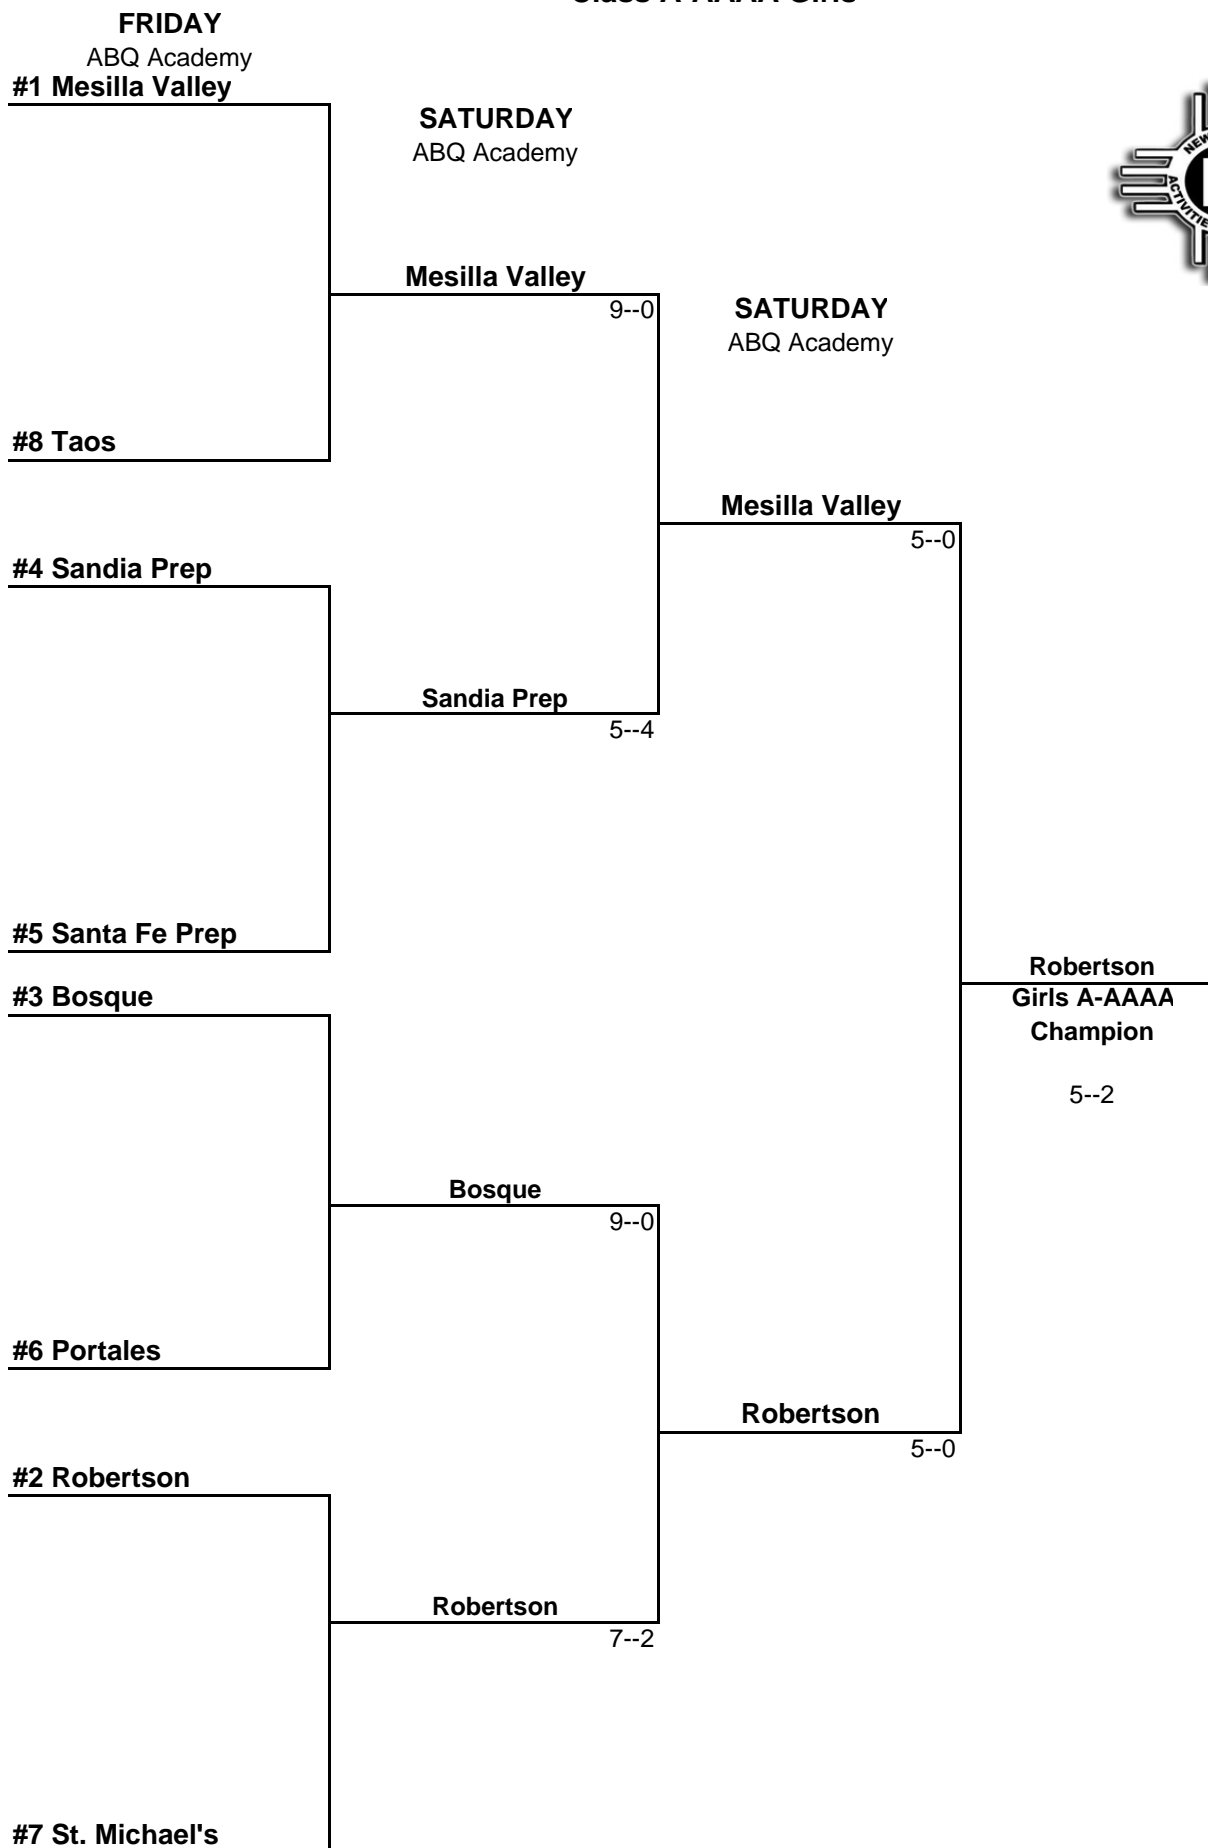 FRIDAY
ABQ Academy
#1 Mesilla Valley
SATURDAY
ABQ Academy
NEW
ACTIVITIE
Mesilla Valley
9--0
SATURDAY
ABQ Academy
#8 Taos
Mesilla Valley
5--0
#4 Sandia Prep
Sandia Prep
5--4
#5 Santa Fe Prep
Robertson
#3 Bosque
Girls A-AAAA
Champion
5--2
Bosque
9--0
#6 Portales
Robertson
5--0
#2 Robertson
Robertson
7--2
#7 St. Michael's